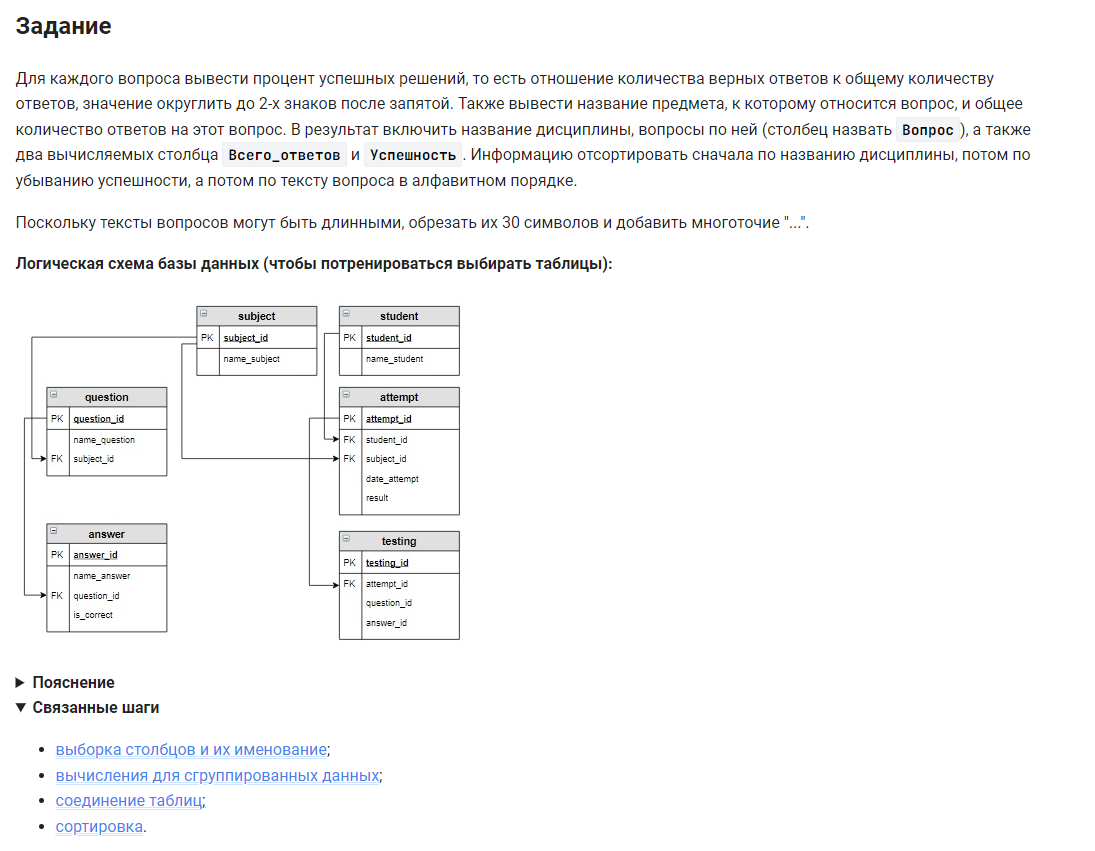 Задание
Для каждого вопроса вывести процент успешных решений, то есть отношение количества верных ответов к общему количеству
ответов, значение округлить до 2-х знаков после запятой. Также вывести название предмета, к которому относится вопрос, и общее
количество ответов на этот вопрос. В результат включить название дисциплины, вопросы по ней (столбец назвать Вопрос ), а также
два вычисляемых столбца Всего_ответов и Успешность . Информацию отсортировать сначала по названию дисциплины, потом по
убыванию успешности, а потом по тексту вопроса в алфавитном порядке.
Поскольку тексты вопросов могут быть длинными, обрезать их 30 символов и добавить многоточие "...".
Логическая схема базы данных (чтобы потренироваться выбирать таблицы):
subject
PK subject_id
name_subject
student
PK student_id
name_student
question
PK question_id
name_question
FK subject_id
attempt
PK attempt_id
FK student_id
FK subject_id
date_attempt
result
answer
PK answer_id
name_answer
FK question_id
is_correct
testing
PK testing_id
FK attempt_id
question_id
answer_id
Пояснение
Связанные шаги
выборка столбцов и их именование;
вычисления для сгруппированных данных;
соединение таблиц;
сортировка.